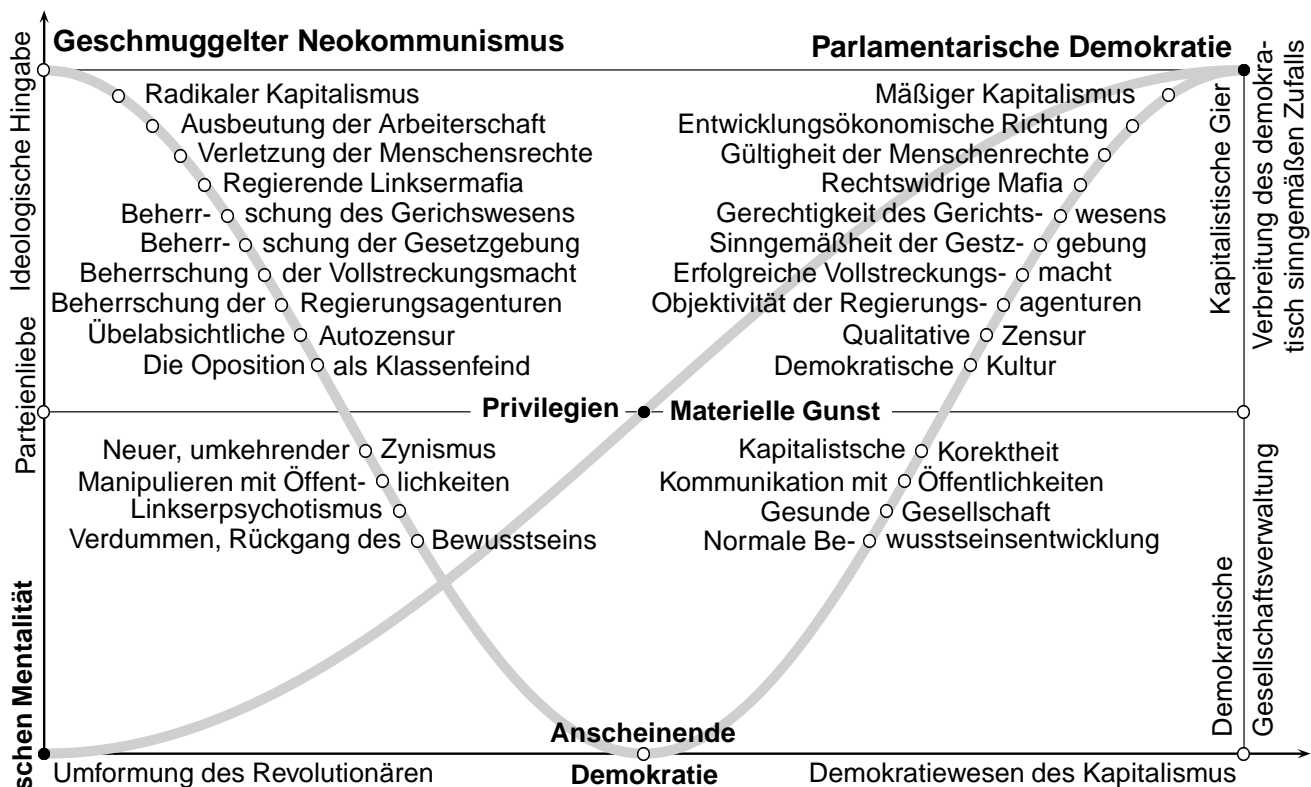 Geschmuggelter Neokommunismus
Radikaler Kapitalismus
Ausbeutung der Arbeiterschaft
Verletzung der Menschensrechte
Regierende Linksermafia
Beherr- schung des Gerichswesens
Beherr- schung der Gesetzgebung
Beherrschung der Vollstreckungsmacht
Beherrschung der Regierungsagenturen
Übelabsichtliche Autozensur
Die Oposition als Klassenfeind
Parlamentarische Demokratie
Mäßiger Kapitalismus
Entwicklungsökonomische Richtung
Gültigheit der Menschenrechte
Rechtswidrige Mafia
Gerechtigkeit des Gerichts- wesens
Sinngemäßheit der Gestz- gebung
Erfolgreiche Vollstreckungs- macht
Objektivität der Regierungs- agenturen
Qualitative Zensur
Demokratische Kultur
Privilegien Materielle Gunst
Neuer, umkehrender Zynismus
Manipulieren mit Öffent- lichkeiten
Linkserpsychotismus
Verdummen, Rückgang des Bewusstseins
Kapitalistsche Korektheit
Kommunikation mit Öffentlichkeiten
Gesunde Gesellschaft
Normale Be- wusstseinsentwicklung
Anscheinende
Demokratie
Umformung des Revolutionären
Demokratiewesen des Kapitalismus
schen Mentalität
Parteienliebe
Ideologische Hingabe
Kapitalistische Gier
Verbreitung des demokra-
tisch sinngemäßen Zufalls
Demokratische
Gesellschaftsverwaltung